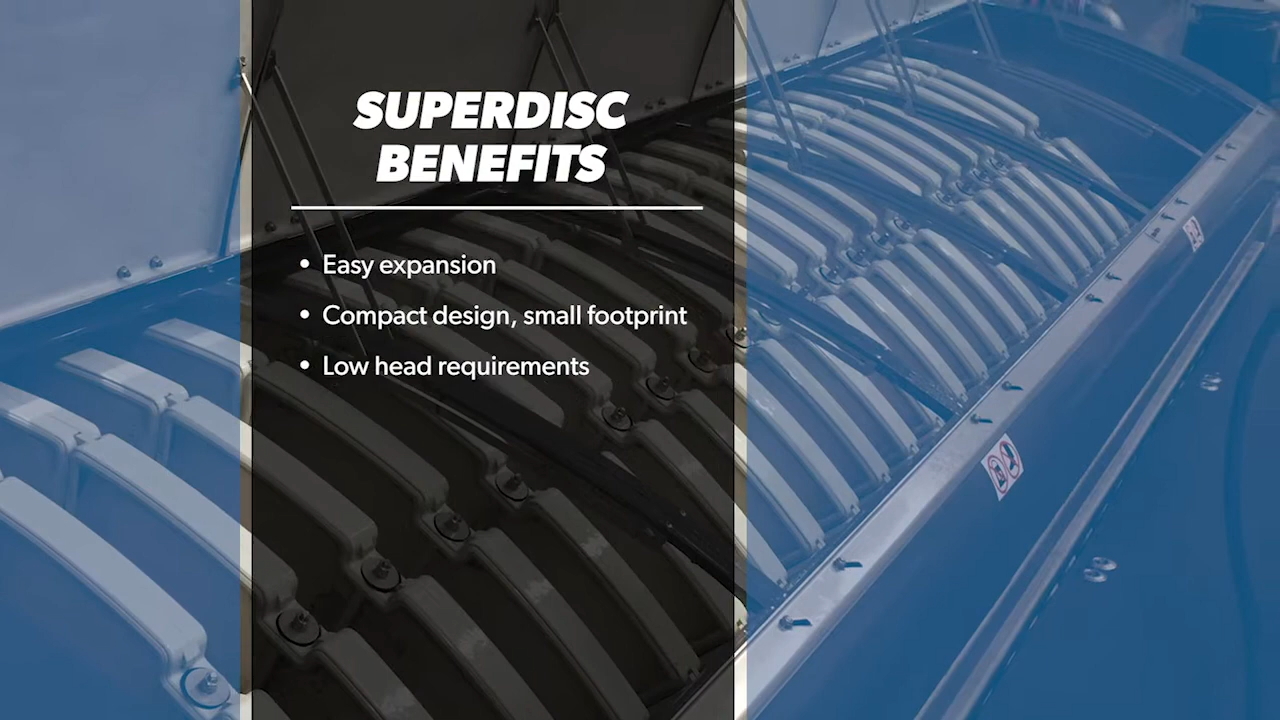 SUPERDISC
BENEFITS
• Easy expansion
• Compact design, small footprint
• Low head requirements